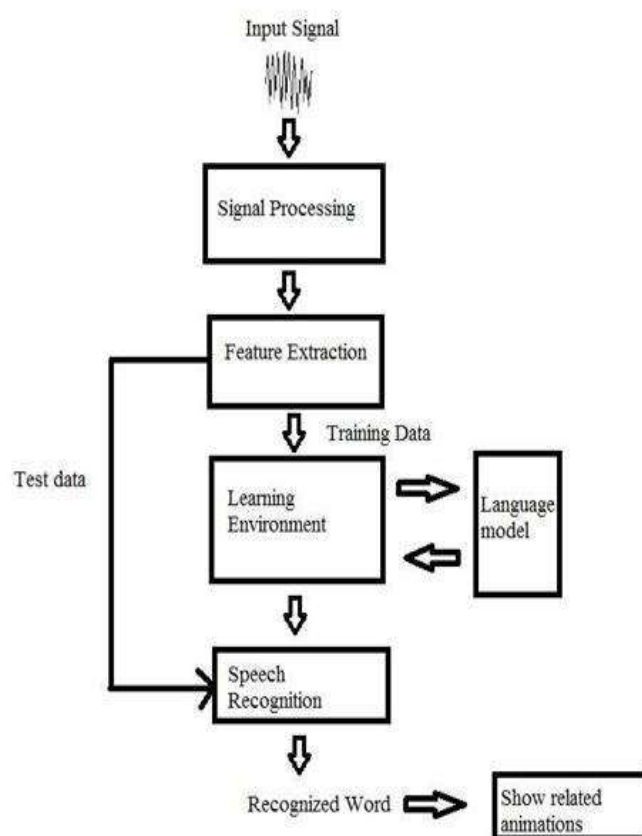 Input Signal
Signal Processing
Feature Extraction
Training Data
Test data
Learning
Environment
Language
model
Speech
Recognition
Recognized Word
Show related
animations